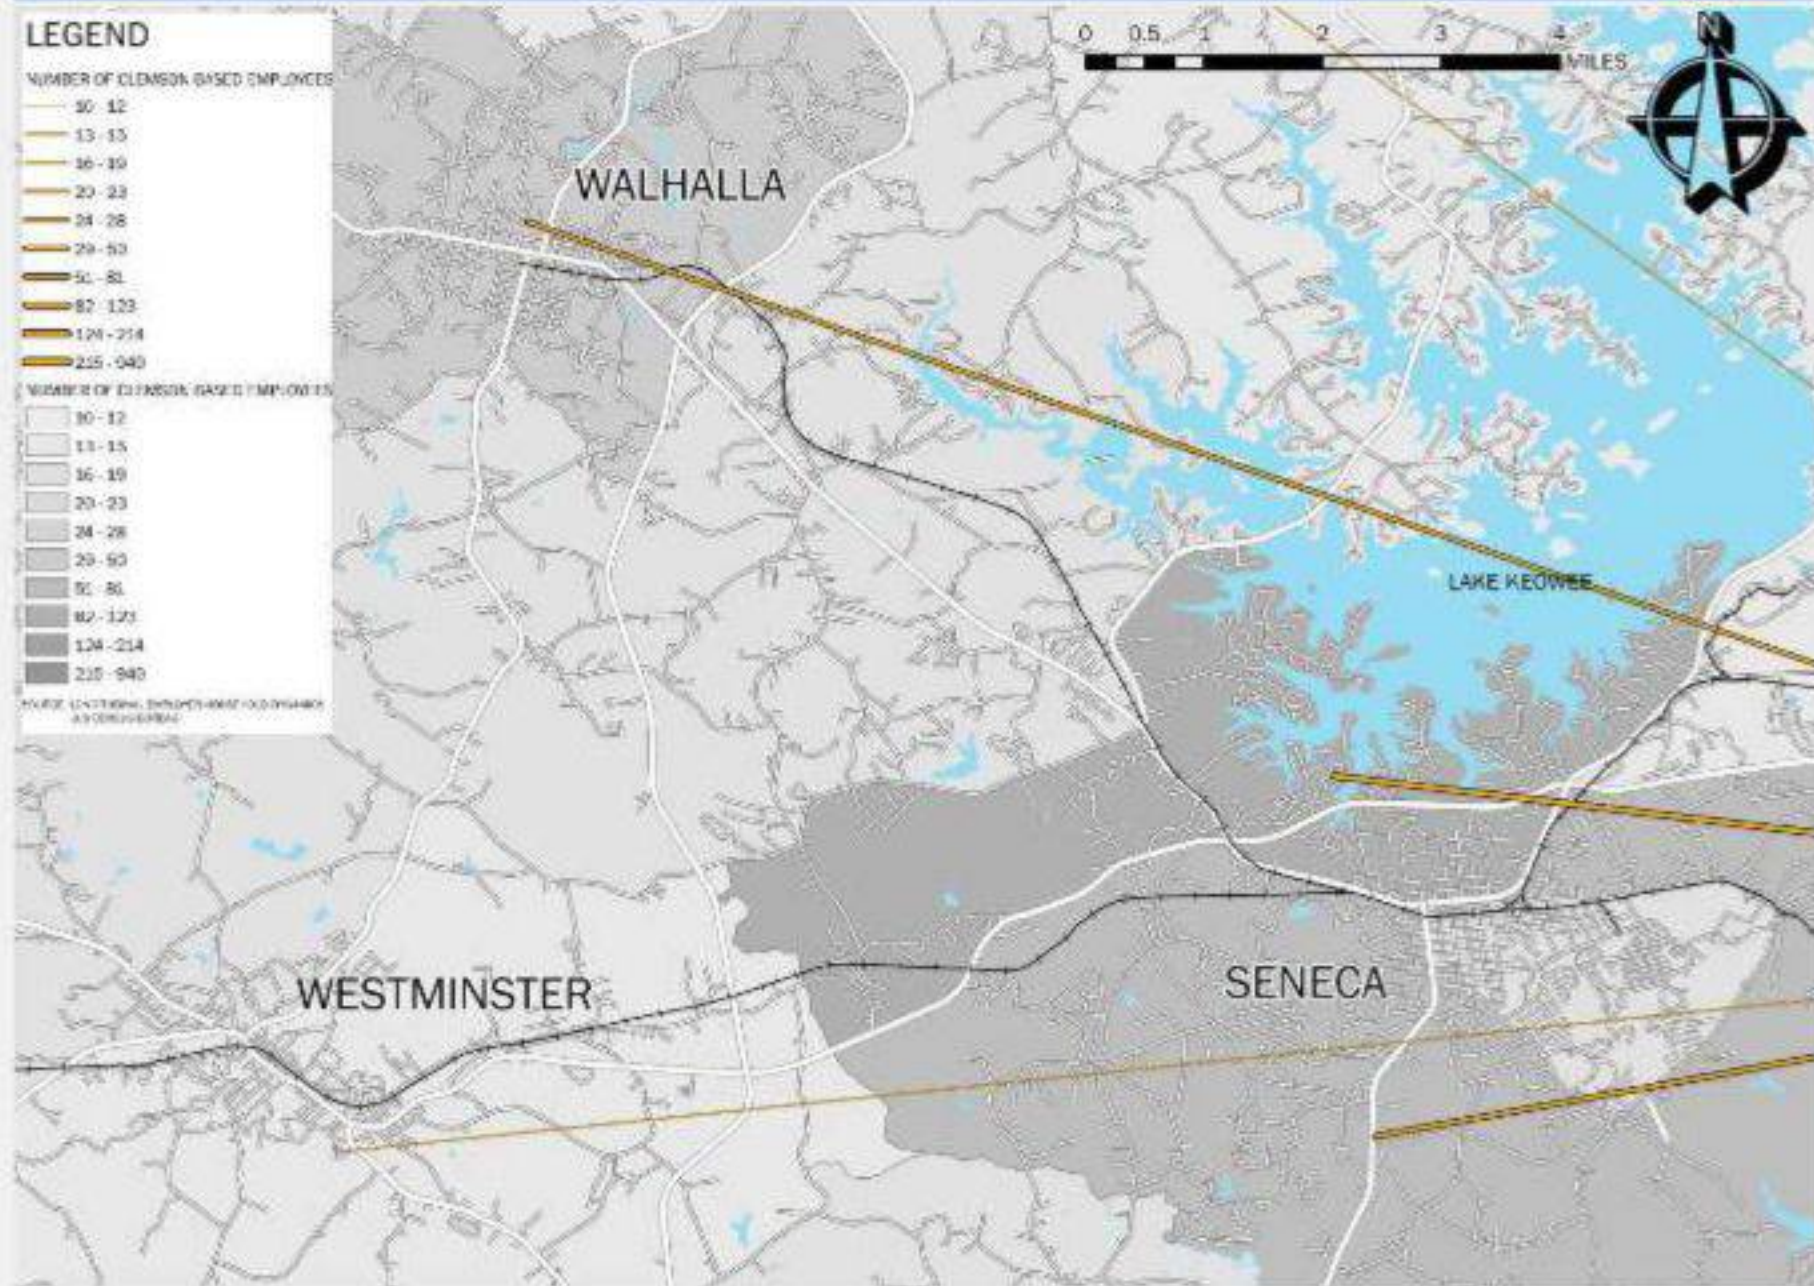 LEGEND
NUMBER OF CLEMSON BASED EMPLOYEES
10 - 12
13 - 15
16 - 19
20 - 23
24 - 28
29 - 50
51 - 81
82 - 123
124 - 214
215 - 940
NUMBER OF CLEMSON BASED EMPLOYEES
10 - 12
13 - 15
16 - 19
20 - 23
24 - 28
29 - 50
51 - 81
82 - 123
124 - 214
215 - 940
0 0.5 1 2 3 4
MILES
N
WALHALLA
LAKE KEOWEE
WESTMINSTER
SENECA